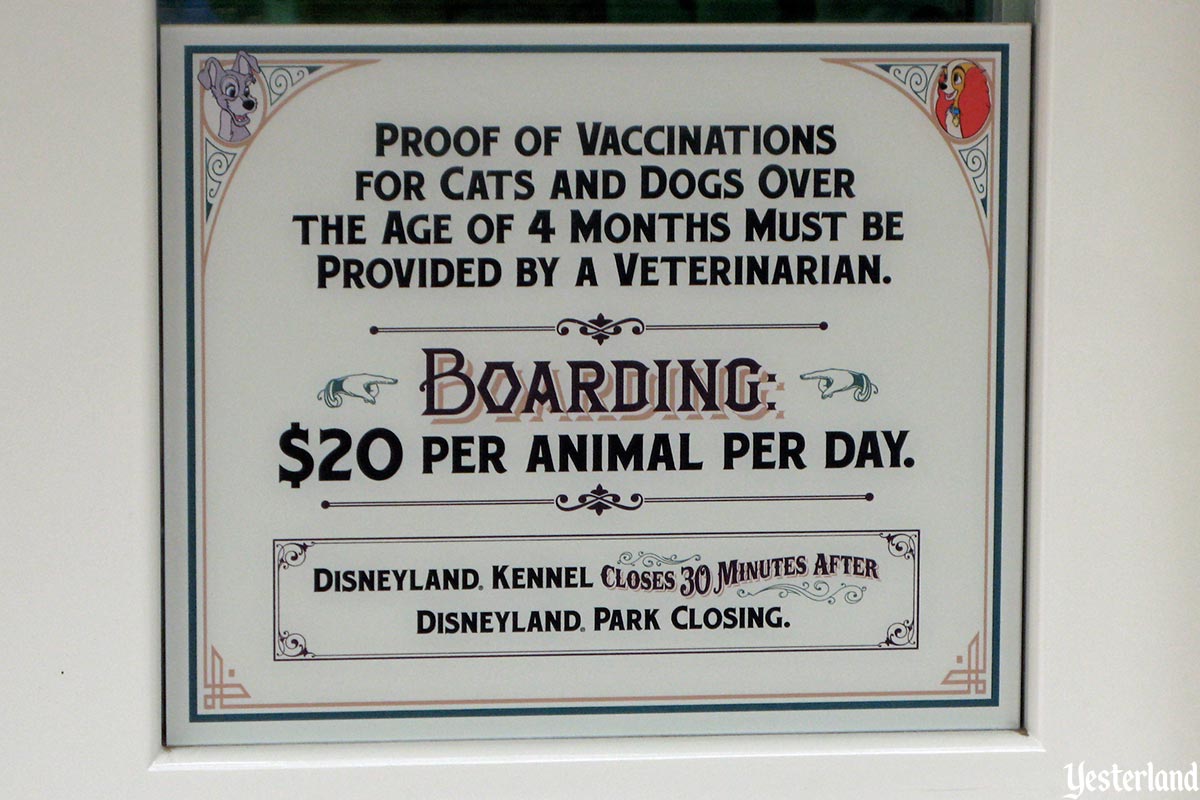 PROOF OF VACCINATIONS
FOR CATS AND DOGS OVER
THE AGE OF 4 MONTHS MUST BE
PROVIDED BY A VETERINARIAN.
BOARDING:
$20 PER ANIMAL PER DAY.
DISNEYLAND® KENNEL CLOSES 30 MINUTES AFTER
DISNEYLAND® PARK CLOSING.
Yesterland